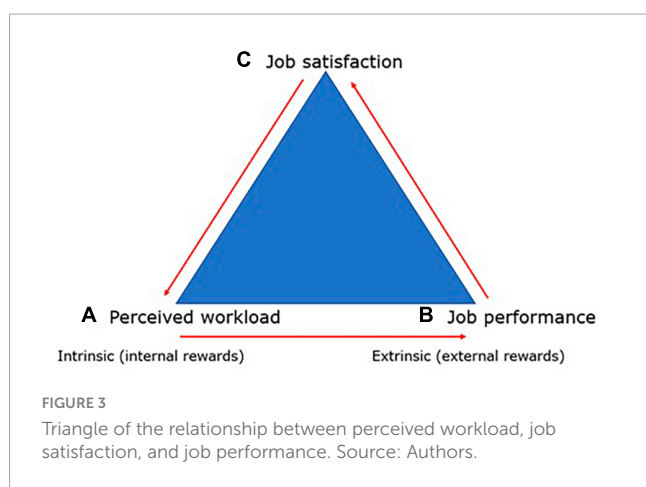 C Job satisfaction
A Perceived workload
B Job performance
Intrinsic (internal rewards)
Extrinsic (external rewards)
FIGURE 3
Triangle of the relationship between perceived workload, job
satisfaction, and job performance. Source: Authors.